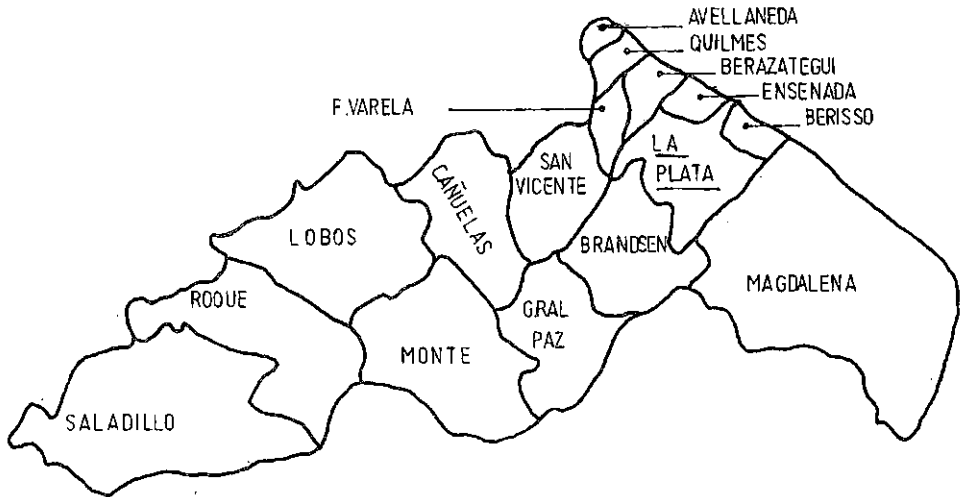 AVELLANEDA
QUILMES
BERAZATEGUI
ENSENADA
BERISSO
F.VARELA
LA
PLATA
SAN
VICENTE
CAÑUELAS
LOBOS
BRANDSEN
MAGDALENA
ROQUE
GRAL
PAZ
MONTE
SALADILLO